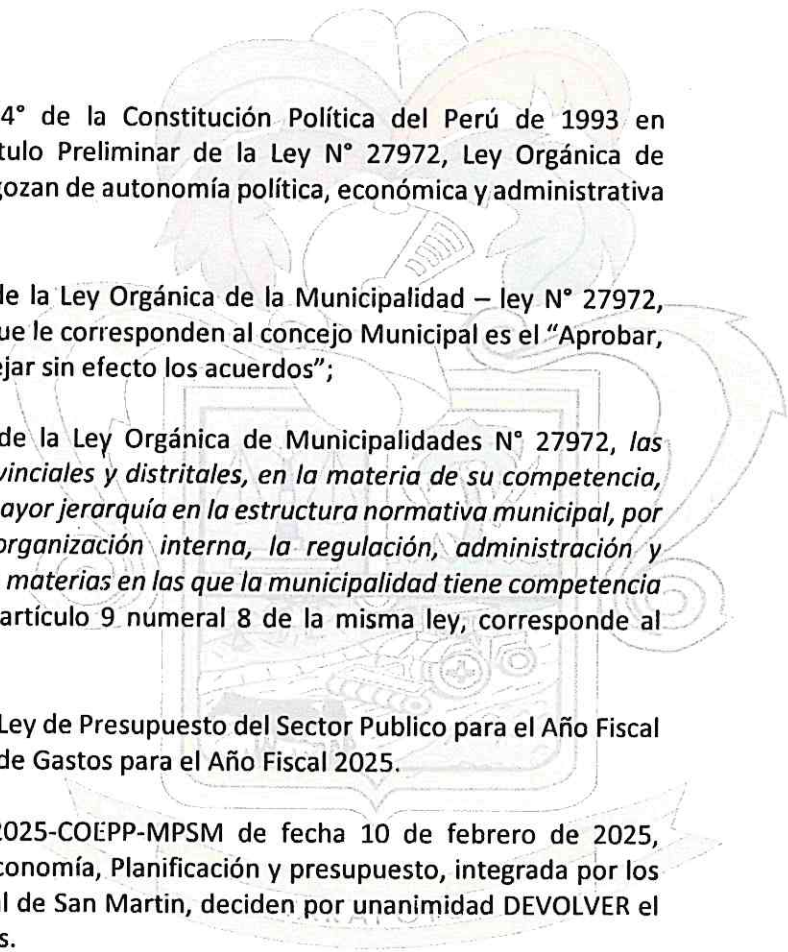 4° de la Constitución Política del Perú de 1993 en
tulo Preliminar de la Ley N° 27972, Ley Orgánica de
gozan de autonomía política, económica y administrativa
de la Ley Orgánica de la Municipalidad – ley N° 27972,
que le corresponden al concejo Municipal es el “Aprobar,
ejar sin efecto los acuerdos”;
de la Ley Orgánica de Municipalidades N° 27972, las
vinciales y distritales, en la materia de su competencia,
ayor jerarquía en la estructura normativa municipal, por
organización interna, la regulación, administración y
materias en las que la municipalidad tiene competencia
artículo 9 numeral 8 de la misma ley, corresponde al
Ley de Presupuesto del Sector Publico para el Año Fiscal
de Gastos para el Año Fiscal 2025.
2025-COEPP-MPSM de fecha 10 de febrero de 2025,
conomía, Planificación y presupuesto, integrada por los
al de San Martin, deciden por unanimidad DEVOLVER el
s.